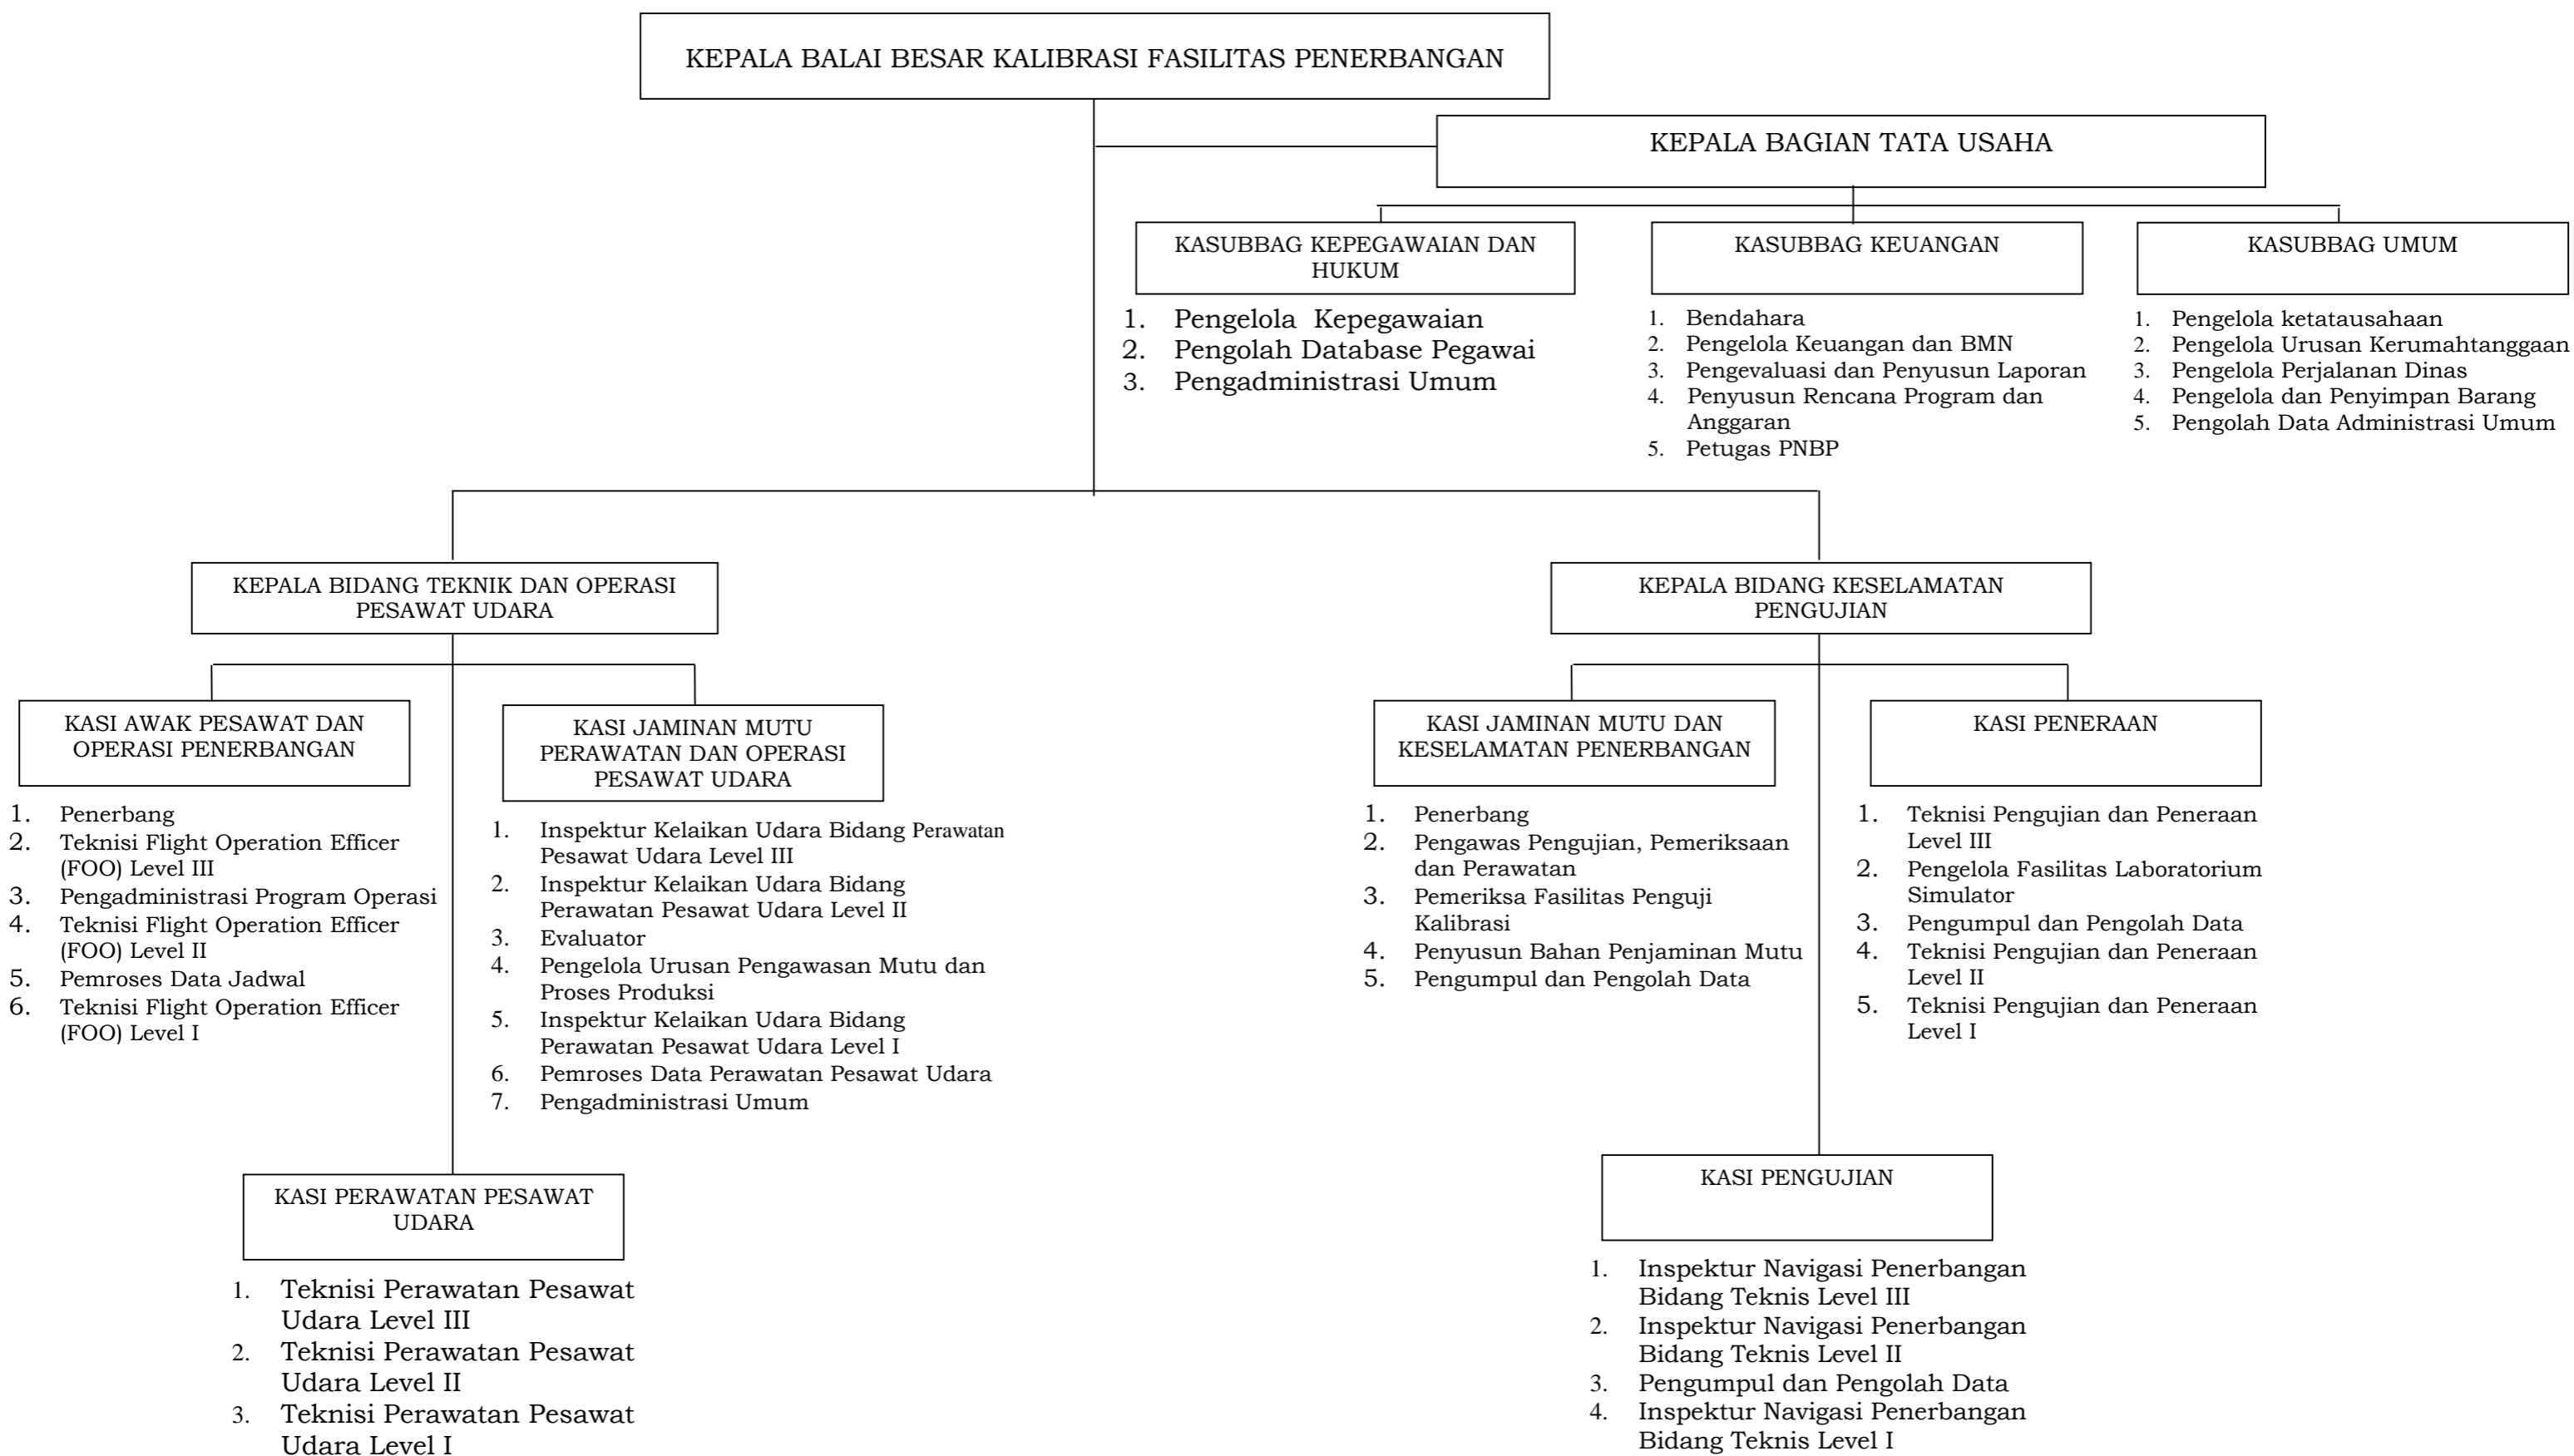 KEPALA BALAI BESAR KALIBRASI FASILITAS PENERBANGAN
KEPALA BAGIAN TATA USAHA
KASUBBAG KEPEGAWAIAN DAN
HUKUM
1. Pengelola Kepegawaian
2. Pengolah Database Pegawai
3. Pengadministrasi Umum
KASUBBAG KEUANGAN
1. Bendahara
2. Pengelola Keuangan dan BMN
3. Pengevaluasi dan Penyusun Laporan
4. Penyusun Rencana Program dan
Anggaran
5. Petugas PNBP
KASUBBAG UMUM
1. Pengelola ketatausahaan
2. Pengelola Urusan Kerumahtanggaan
3. Pengelola Perjalanan Dinas
4. Pengelola dan Penyimpan Barang
5. Pengolah Data Administrasi Umum
KEPALA BIDANG TEKNIK DAN OPERASI
PESAWAT UDARA
KASI AWAK PESAWAT DAN
OPERASI PENERBANGAN
1. Penerbang
2. Teknisi Flight Operation Efficer
(FOO) Level III
3. Pengadministrasi Program Operasi
4. Teknisi Flight Operation Efficer
(FOO) Level II
5. Pemroses Data Jadwal
6. Teknisi Flight Operation Efficer
(FOO) Level I
KASI JAMINAN MUTU
PERAWATAN DAN OPERASI
PESAWAT UDARA
1. Inspektur Kelaikan Udara Bidang Perawatan
Pesawat Udara Level III
2. Inspektur Kelaikan Udara Bidang
Perawatan Pesawat Udara Level II
3. Evaluator
4. Pengelola Urusan Pengawasan Mutu dan
Proses Produksi
5. Inspektur Kelaikan Udara Bidang
Perawatan Pesawat Udara Level I
6. Pemroses Data Perawatan Pesawat Udara
7. Pengadministrasi Umum
KASI PERAWATAN PESAWAT
UDARA
1. Teknisi Perawatan Pesawat
Udara Level III
2. Teknisi Perawatan Pesawat
Udara Level II
3. Teknisi Perawatan Pesawat
Udara Level I
KEPALA BIDANG KESELAMATAN
PENGUJIAN
KASI JAMINAN MUTU DAN
KESELAMATAN PENERBANGAN
1. Penerbang
2. Pengawas Pengujian, Pemeriksaan
dan Perawatan
3. Pemeriksa Fasilitas Penguji
Kalibrasi
4. Penyusun Bahan Penjaminan Mutu
5. Pengumpul dan Pengolah Data
KASI PENERAAN
1. Teknisi Pengujian dan Peneraan
Level III
2. Pengelola Fasilitas Laboratorium
Simulator
3. Pengumpul dan Pengolah Data
4. Teknisi Pengujian dan Peneraan
Level II
5. Teknisi Pengujian dan Peneraan
Level I
KASI PENGUJIAN
1. Inspektur Navigasi Penerbangan
Bidang Teknis Level III
2. Inspektur Navigasi Penerbangan
Bidang Teknis Level II
3. Pengumpul dan Pengolah Data
4. Inspektur Navigasi Penerbangan
Bidang Teknis Level I